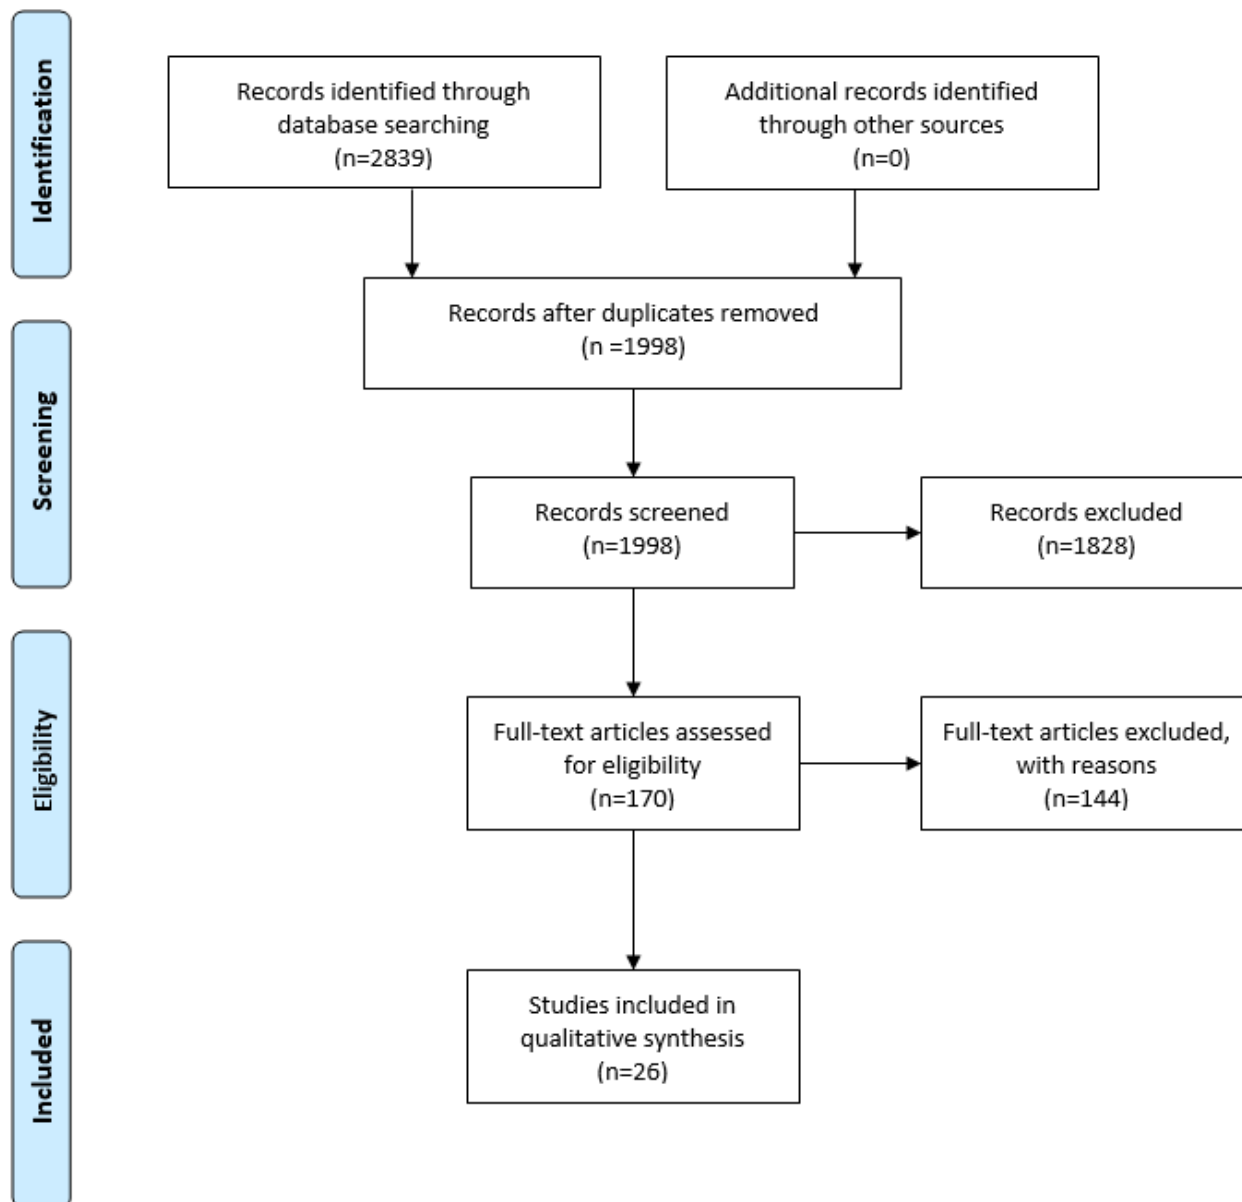 Identification
Records identified through
database searching
(n=2839)
Additional records identified
through other sources
(n=0)
Records after duplicates removed
(n =1998)
Screening
Records screened
(n=1998)
Records excluded
(n=1828)
Eligibility
Full-text articles assessed
for eligibility
(n=170)
Full-text articles excluded,
with reasons
(n=144)
Included
Studies included in
qualitative synthesis
(n=26)